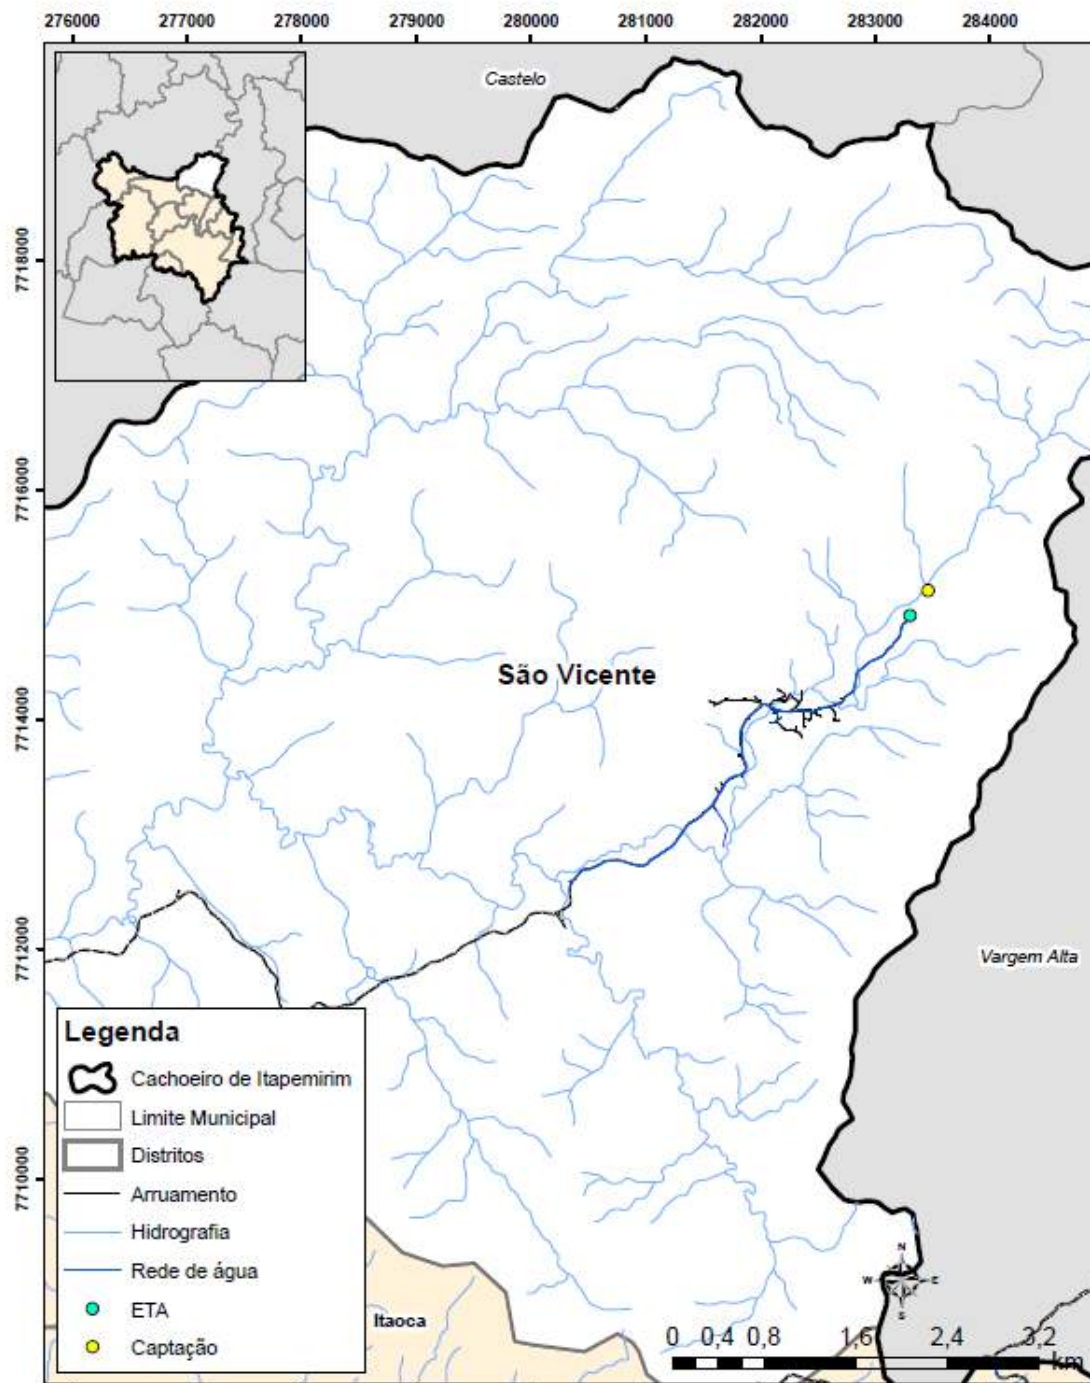 276000 277000 278000 279000 280000 281000 282000 283000 284000
Castelo
7718000
7716000
São Vicente
7714000
7712000
Vargem Alta
7710000
Legenda
Cachoeiro de Itapemirim
Limite Municipal
Distritos
Arruamento
Hidrografia
Rede de água
ETA
Captação
Itaoca
N
W E
S
0 0,4 0,8 1,6 2,4 3,2
km